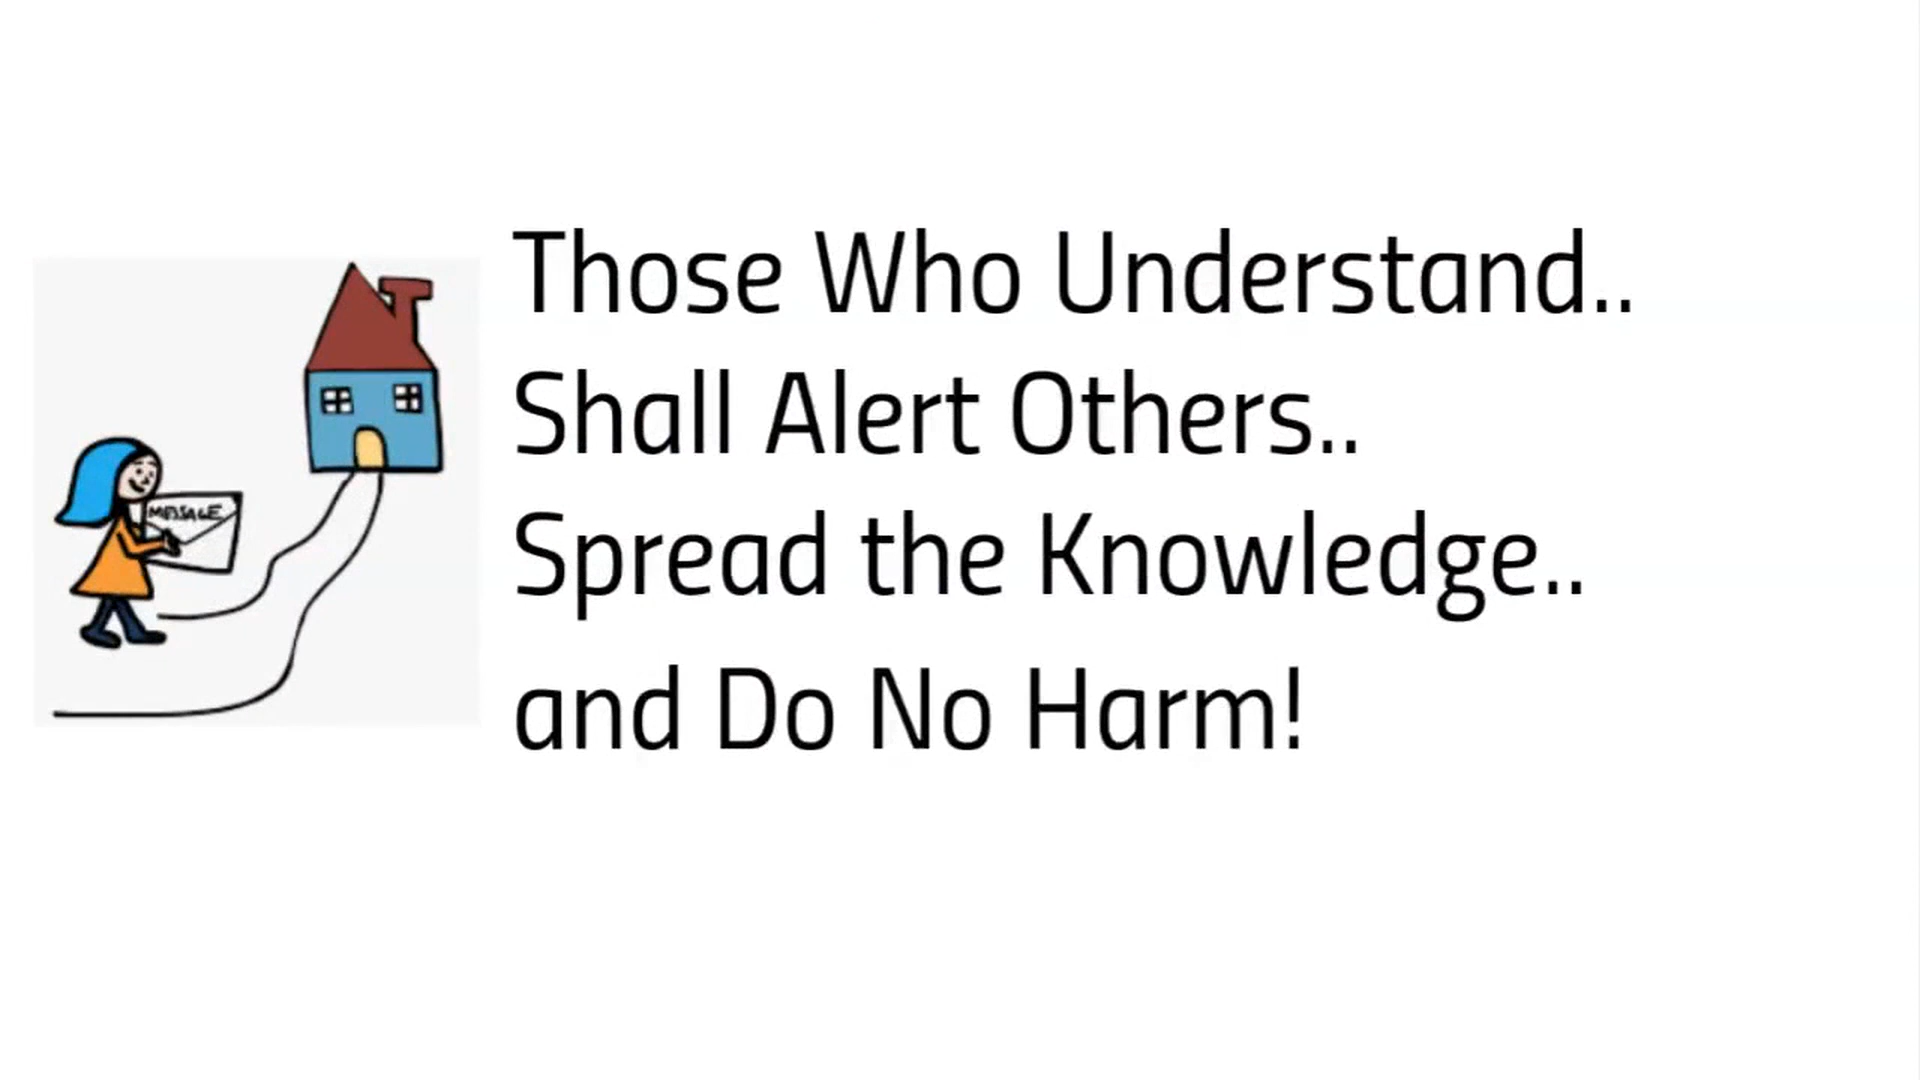 Those Who Understand..
Shall Alert Others..
Spread the Knowledge..
and Do No Harm!
MESSAGE